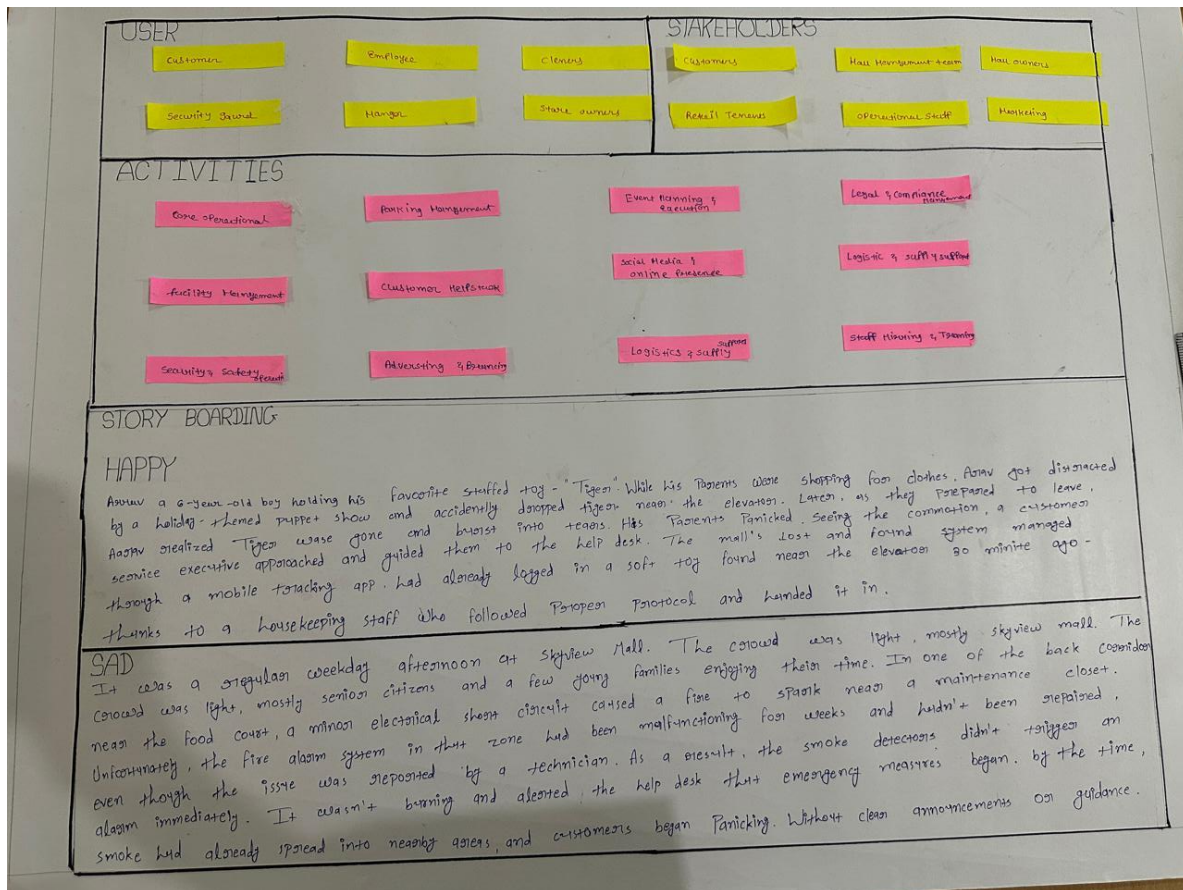 USER
Customer
Employee
Cleners
Security Gaurd
Mangor
Store owners
STAKEHOLDERS
Customers
Mall Mangement team
Mall owners
Retail Tenents
operational Staff
Marketing
ACTIVITIES
Core operational
Parking Mangement
Event Planning &
Execution
Legal & Compliance
mangement
Facility Mangement
Customer Helpsdesk
Social Media &
online Presence
Logistic & supply support
Security & Safety
operati
Adversting & Branding
Logistics & supply
support
Staff Hiring & Training
STORY BOARDING
HAPPY
Aarav a 6-year-old boy holding his favorite stuffed toy - "Tiger" While his Parents were shopping for clothes, Arav got distracted
by a holiday-themed puppet show and accidently dropped tiger near the elevator. Later, as they prepared to leave,
Aarav realized Tiger wase gone and burst into tears. His Parents Panicked. Seeing the commotion, a customer
service executive approached and guided them to the help desk. The mall's Lost and found system managed
through a mobile tracking app. had already logged in a soft toy found near the elevator 30 minite ago -
thanks to a housekeeping staff who followed Proper Protocol and handed it in.
SAD
It was a regular weekday afternoon at skyview Mall. The crowd was light, mostly skyview mall. The
Crowd was light, mostly senior citizens and a few young families enjoying their time. In one of the back corridor
near the food court, a minor electrical short circuit caused a fire to spark near a maintenance closet.
Unfortunately, the fire alarm system in that zone had been malfunctioning for weeks and hadn't been repaired,
even though the issue was reported by a technician. As a result, the smoke detectors didn't trigger an
alarm immediately. It wasn't burning and alerted the help desk that emergency measures began. by the time,
smoke had already spread into nearby areas, and customers began Panicking. Without clear announcements or guidance.